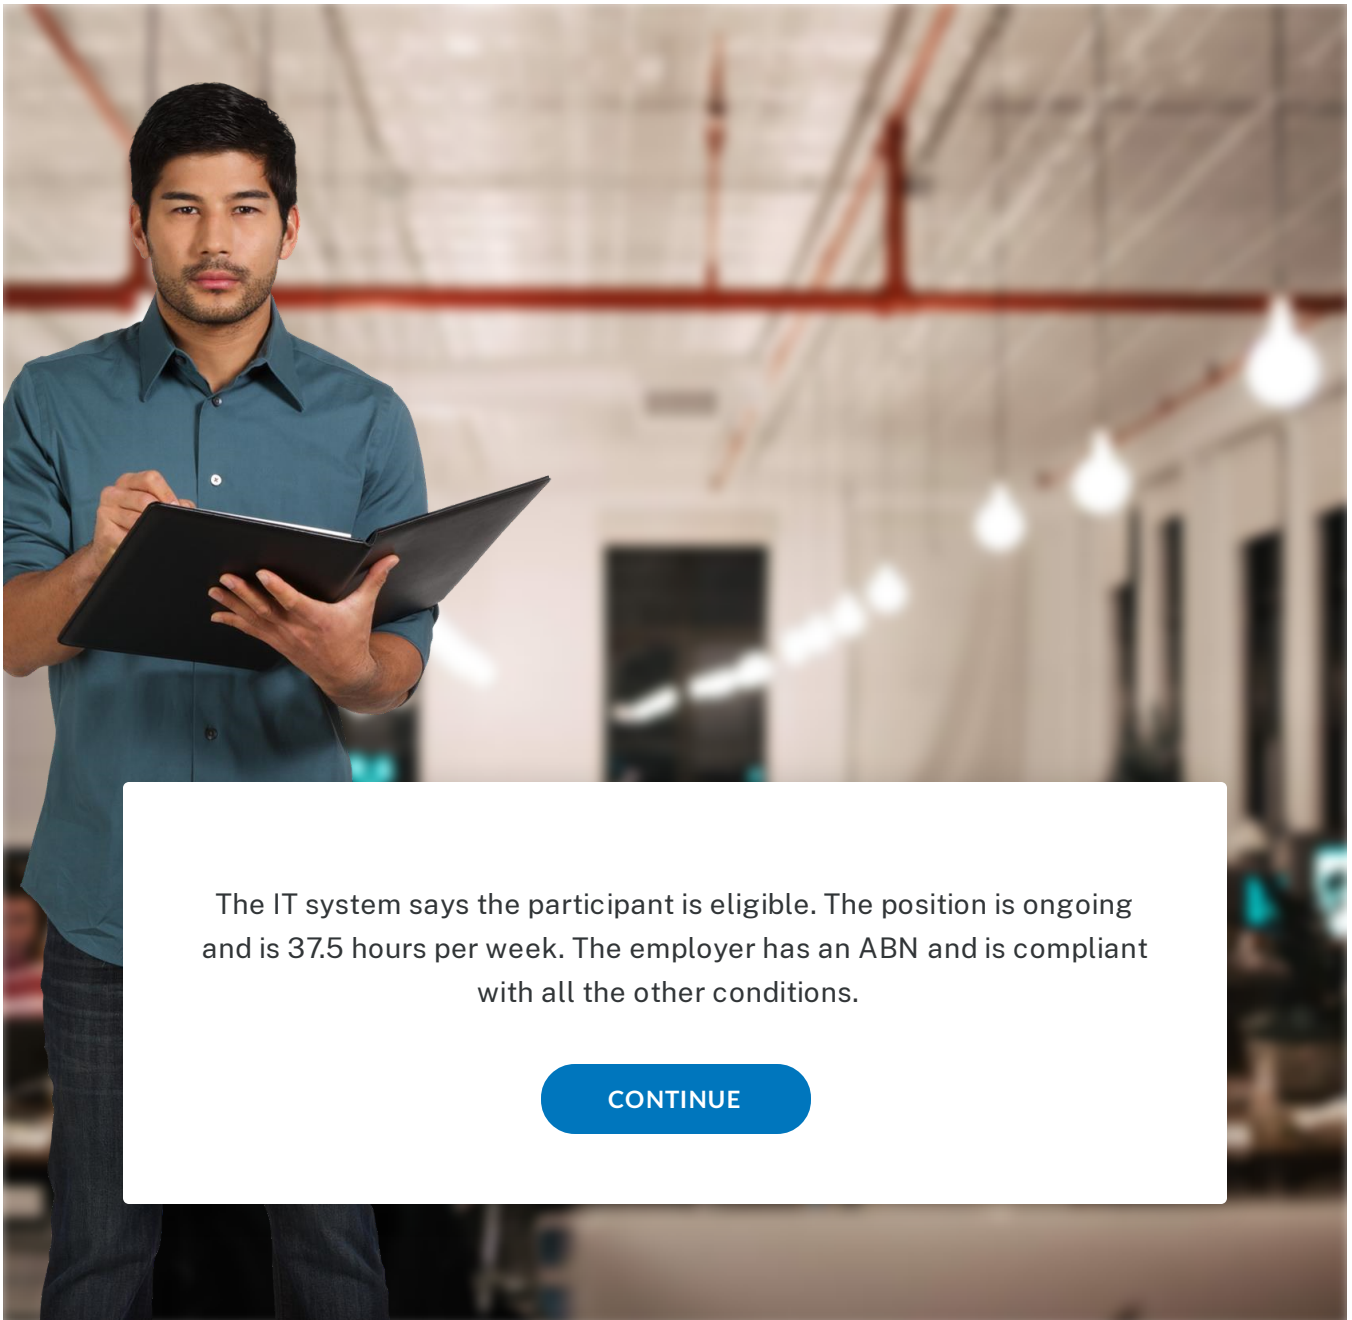 The IT system says the participant is eligible. The position is ongoing
and is 37.5 hours per week. The employer has an ABN and is compliant
with all the other conditions.
CONTINUE